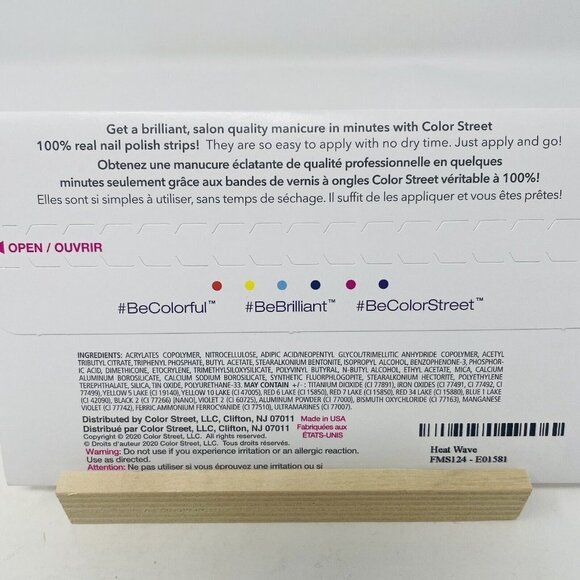 Get a brilliant, salon quality manicure in minutes with Color Street
100% real nail polish strips! They are so easy to apply with no dry time. Just apply and go!
Obtenez une manucure éclatante de qualité professionnelle en quelques
minutes seulement grâce aux bandes de vernis à ongles Color Street véritable à 100%!
Elles sont si simples à utiliser, sans temps de séchage. Il suffit de les appliquer et vous êtes prêtes!
OPEN / OUVRIR
#BeColorful™ #BeBrilliant™ #BeColorStreet™
INGREDIENTS: ACRYLATES COPOLYMER, NITROCELLULOSE, ADIPIC ACID/NEOPENTYL GLYCOL/TRIMELLITIC ANHYDRIDE COPOLYMER, ACETYL
TRIBUTYL CITRATE, TRIPHENYL PHOSPHATE, BUTYL ACETATE, STEARALKONIUM BENTONITE, ISOPROPYL ALCOHOL, BENZOPHENONE-3, PHOSPHOR-
IC ACID, DIMETHICONE, ETOCRYLENE, TRIMETHYLSILOXYSILICATE, POLYVINYL BUTYRAL, N-BUTYL ALCOHOL, ETHYL ACETATE, MICA, CALCIUM
ALUMINUM BOROSILICATE, CALCIUM SODIUM BOROSILICATE, SYNTHETIC FLUORPHLOGOPITE, STEARALKONIUM HECTORITE, POLYETHYLENE
TEREPHTHALATE, SILICA, TIN OXIDE, POLYURETHANE-33. MAY CONTAIN +/- : TITANIUM DIOXIDE (CI 77891), IRON OXIDES (CI 77491, CI 77492, CI
77499), YELLOW 5 LAKE (CI 19140), YELLOW 10 LAKE (CI 47005), RED 6 LAKE (CI 15850), RED 7 LAKE (CI 15850), RED 34 LAKE (CI 15880), BLUE 1 LAKE
(CI 42090), BLACK 2 (CI 77266) (NANO), VIOLET 2 (CI 60725), ALUMINUM POWDER (CI 77000), BISMUTH OXYCHLORIDE (CI 77163), MANGANESE
VIOLET (CI 77742), FERRIC AMMONIUM FERROCYANIDE (CI 77510), ULTRAMARINES (CI 77007).
Distributed by Color Street, LLC, Clifton, NJ 07011 Made in USA
Distribué par Color Street, LLC, Clifton, NJ 07011 Fabriquées aux
Copyright © 2020 Color Street, LLC. All rights reserved. ÉTATS-UNIS
© Droits d'auteur 2020 Color Street, LLC. Tous droits réservés.
Warning: Do not use if you experience irritation or an allergic reaction.
Use as directed.
Attention: Ne pas utiliser si vous éprouvez une irritation ou si
Heat Wave
FMS124 - E01581